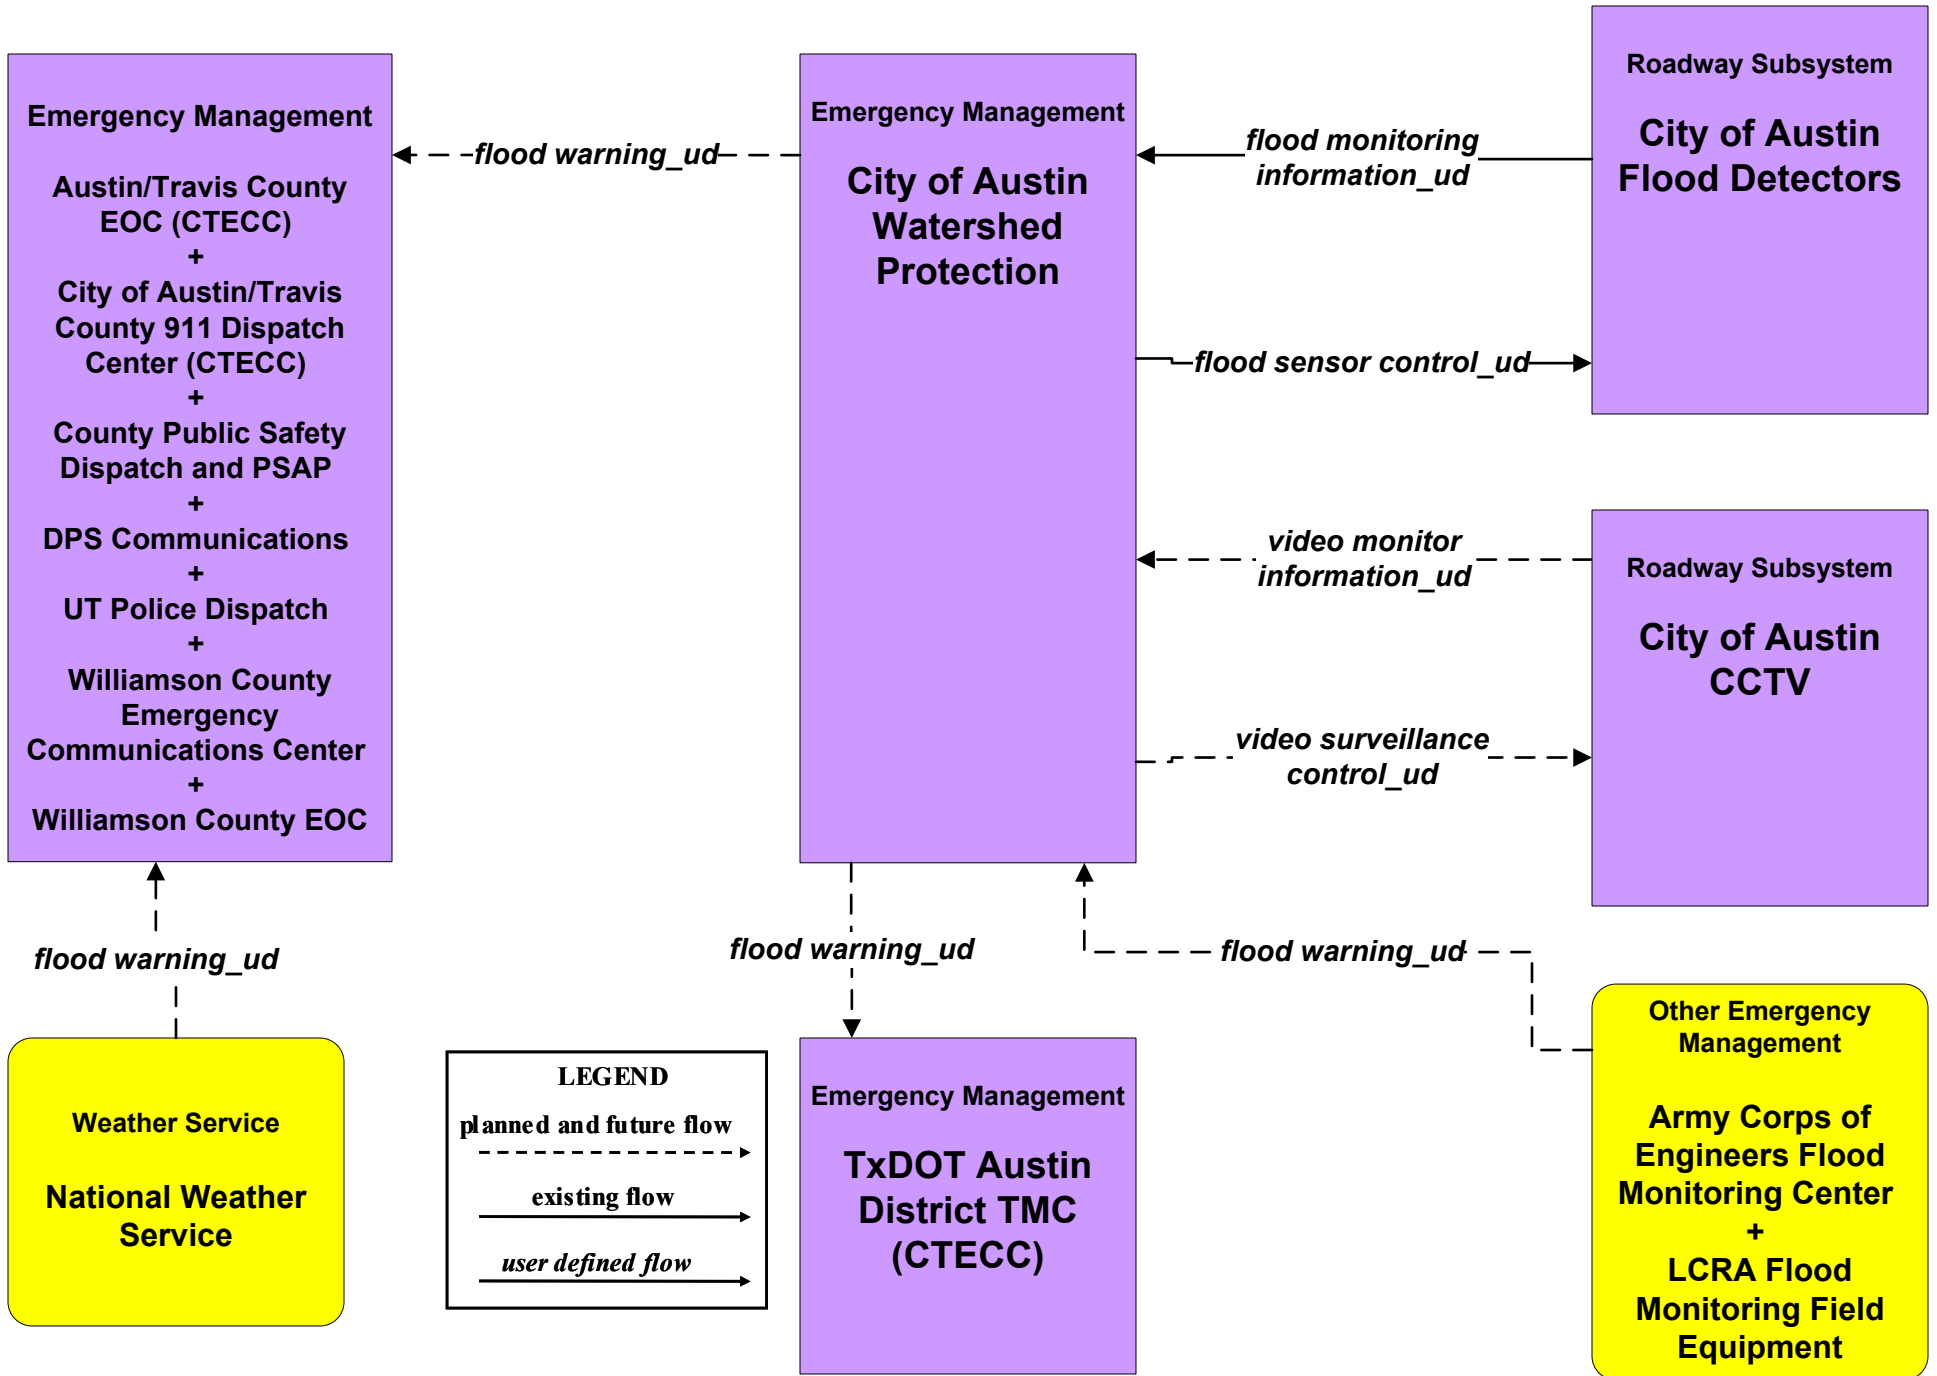 Emergency Management
Austin/Travis County
EOC (CTECC)
+
City of Austin/Travis
County 911 Dispatch
Center (CTECC)
+
County Public Safety
Dispatch and PSAP
+
DPS Communications
+
UT Police Dispatch
+
Williamson County
Emergency
Communications Center
+
Williamson County EOC
flood warning_ud
Emergency Management
City of Austin
Watershed
Protection
flood monitoring
information_ud
Roadway Subsystem
City of Austin
Flood Detectors
flood sensor control_ud
video monitor
information_ud
Roadway Subsystem
City of Austin
CCTV
video surveillance
control_ud
flood warning_ud
flood warning_ud
flood warning_ud
Weather Service
National Weather
Service
LEGEND
planned and future flow
existing flow
user defined flow
Emergency Management
TxDOT Austin
District TMC
(CTECC)
Other Emergency
Management
Army Corps of
Engineers Flood
Monitoring Center
+
LCRA Flood
Monitoring Field
Equipment